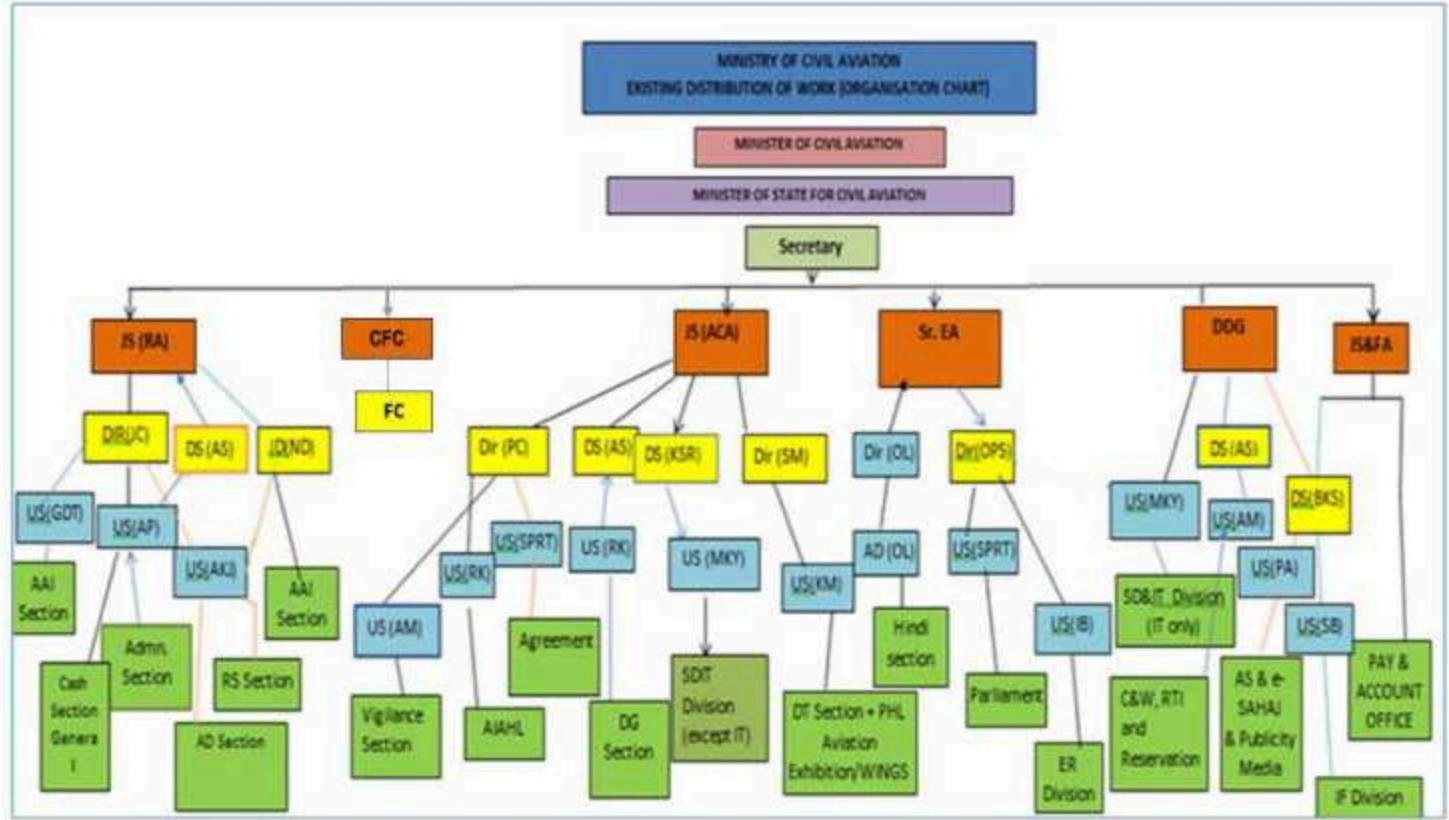 MINISTRY OF CIVIL AVIATION
EXISTING DISTRIBUTION OF WORK (ORGANISATION CHART)
MINISTER OF CIVIL AVIATION
MINISTER OF STATE FOR CIVIL AVIATION
Secretary
JS (RA)
CFC
JS (ACA)
Sr. EA
DDG
JS&FA
FC
DIR(JC)
DS (AS)
JD(ND)
Dir (PC)
DS (AS)
DS (KSR)
Dir (SM)
Dir (OL)
Dir(OPS)
DS (AS)
DS(BKS)
US(GDT)
US(AP)
US(AKJ)
US(RK)
US(SPRT)
US (RK)
US (MKY)
US(KM)
AD (OL)
US(SPRT)
US(MKY)
US(AM)
US(PA)
US (AM)
US(IB)
US(SB)
AAI
Section
Admn.
Section
Cash
Section
Genera
l
AD Section
RS Section
AAI
Section
Vigilance
Section
AIAHL
Agreement
DG
Section
SDIT
Division
(except IT)
DT Section + PHL
Aviation
Exhibition/WINGS
Hindi
section
Parliament
ER
Division
SD&IT Division
(IT only)
C&W, RTI
and
Reservation
AS & e-
SAHAJ
& Publicity
Media
PAY &
ACCOUNT
OFFICE
IF Division